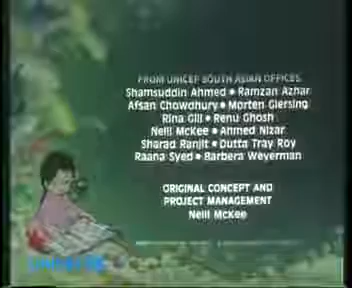 FROM UNICEF SOUTH ASIAN OFFICES
Shamsuddin Ahmed • Ramzan Azhar
Afsan Chowdhury • Morten Giersing
Rina Gill • Renu Ghosh
Neill McKee • Ahmed Nizar
Sharad Ranjit • Dutta Tray Roy
Raana Syed • Barbera Weyerman
ORIGINAL CONCEPT AND
PROJECT MANAGEMENT
Neill McKee